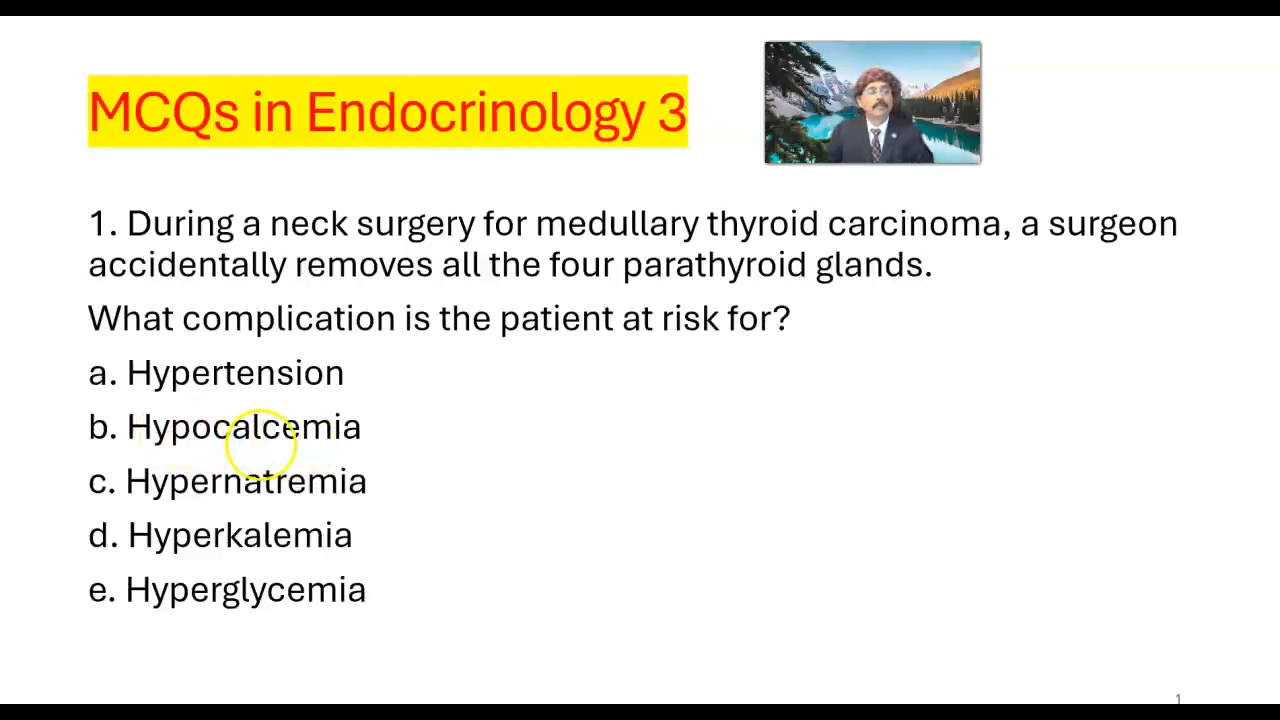 MCQs in Endocrinology 3
1. During a neck surgery for medullary thyroid carcinoma, a surgeon
accidentally removes all the four parathyroid glands.
What complication is the patient at risk for?
a. Hypertension
b. Hypocalcemia
c. Hypernatremia
d. Hyperkalemia
e. Hyperglycemia
1